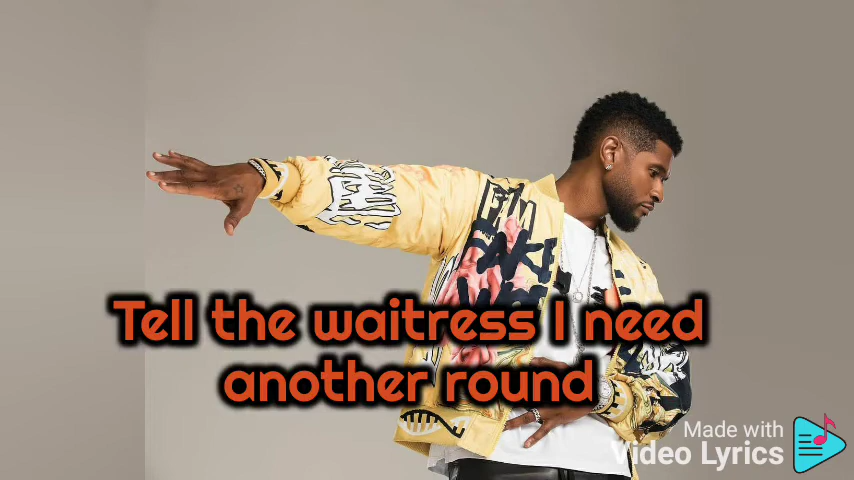 Tell the waitress I need
another round
Made with
Video Lyrics